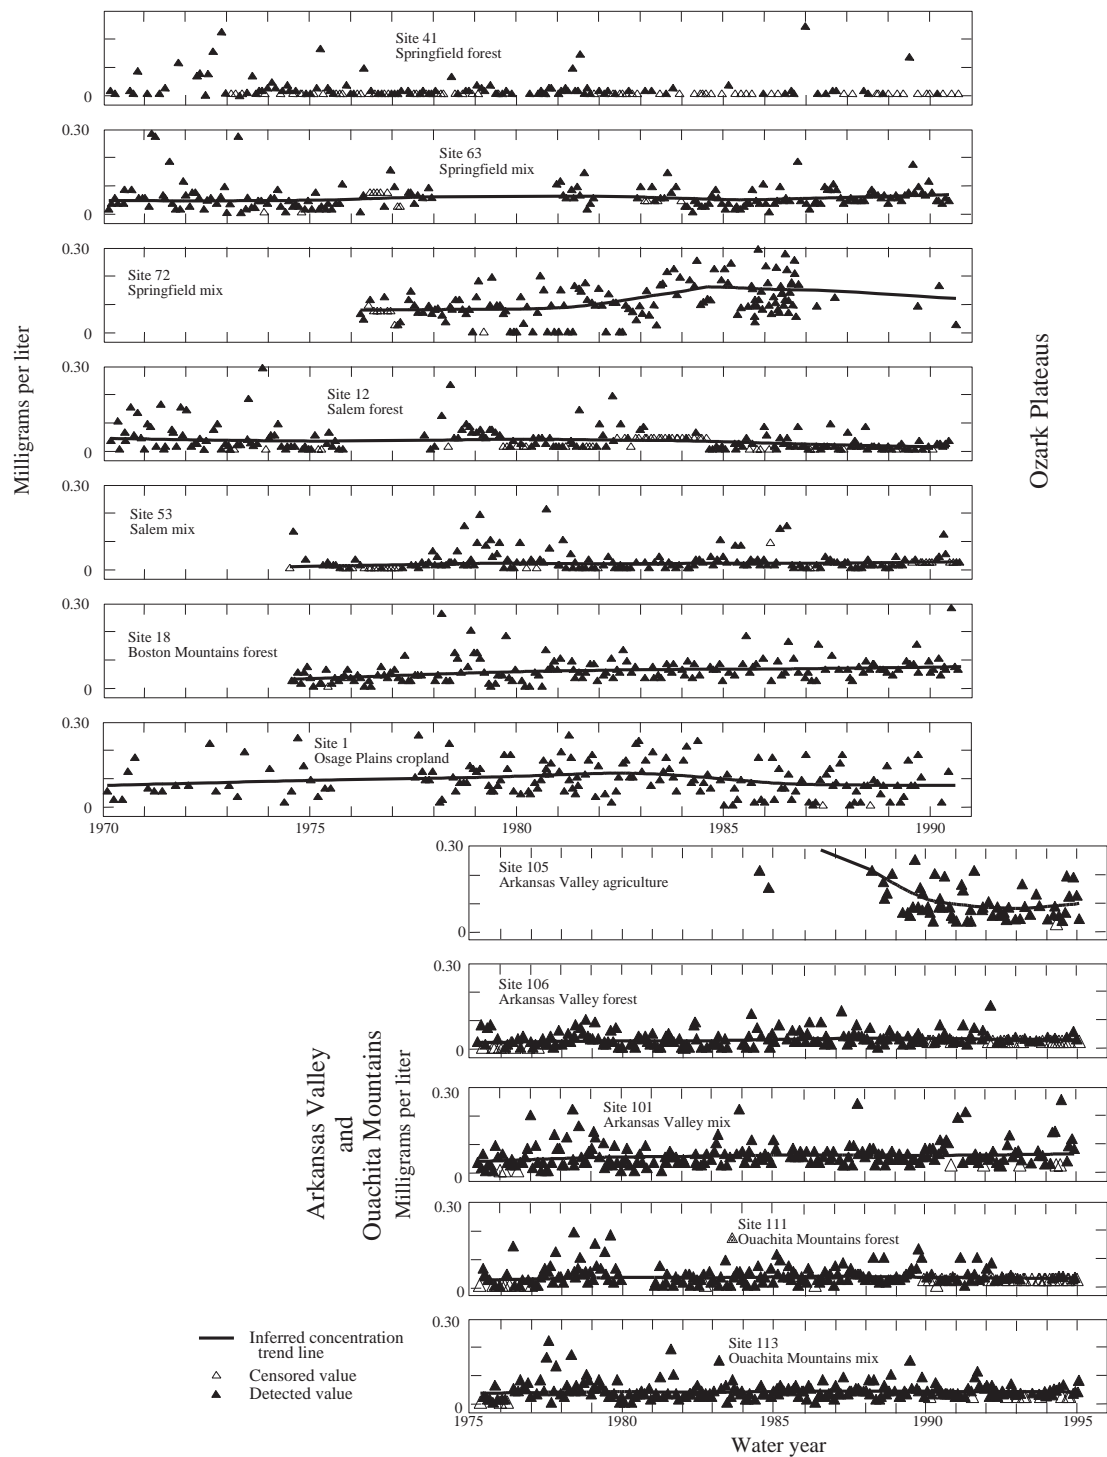 Site 41
Springfield forest
0
0.30
Site 63
Springfield mix
0
0.30
Site 72
Springfield mix
0
0.30
Site 12
Salem forest
0
0.30
Site 53
Salem mix
0
0.30
Site 18
Boston Mountains forest
0
0.30
Site 1
Osage Plains cropland
0
1970
1975
1980
1985
1990
Milligrams per liter
Ozark Plateaus
0.30
Site 105
Arkansas Valley agriculture
0
0.30
Site 106
Arkansas Valley forest
0
0.30
Site 101
Arkansas Valley mix
0
0.30
Site 111
Ouachita Mountains forest
0
0.30
Site 113
Ouachita Mountains mix
0
1975
1980
1985
1990
1995
Water year
Arkansas Valley
and
Ouachita Mountains
Milligrams per liter
Inferred concentration
trend line
Censored value
Detected value